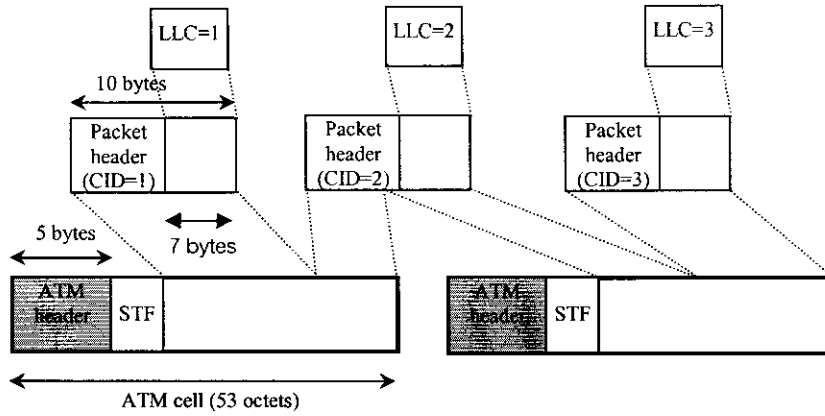 LLC=1
LLC=2
LLC=3
10 bytes
Packet
header
(CID=1)
Packet
header
(CID=2)
Packet
header
(CID=3)
5 bytes
7 bytes
ATM
header
STF
ATM
header
STF
ATM cell (53 octets)